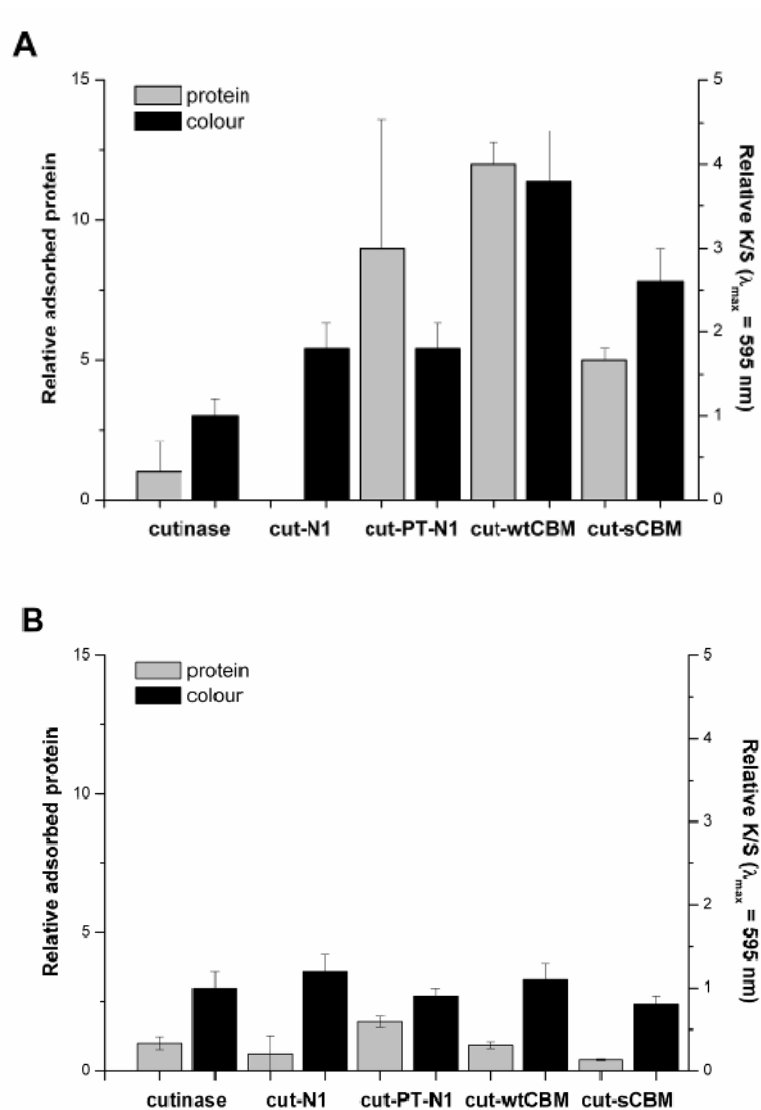 A
protein
colour
Relative adsorbed protein
15
10
5
0
Relative K/S (λmax = 595 nm)
5
4
3
2
1
0
cutinase cut-N1 cut-PT-N1 cut-wtCBM cut-sCBM
B
protein
colour
Relative adsorbed protein
15
10
5
0
Relative K/S (λmax = 595 nm)
5
4
3
2
1
0
cutinase cut-N1 cut-PT-N1 cut-wtCBM cut-sCBM